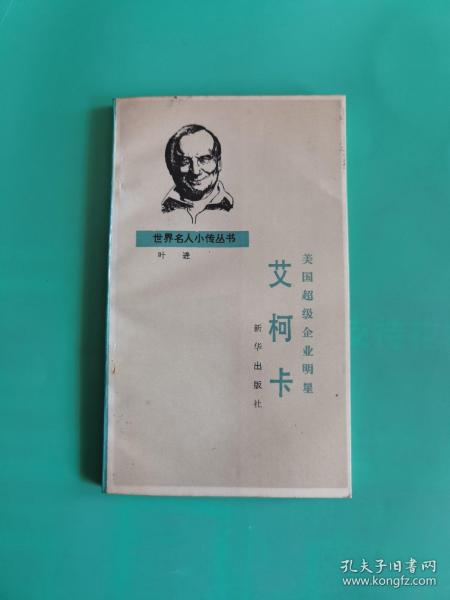 世界名人小传丛书
叶进
美国超级企业明星
艾柯卡
新华出版社
孔夫子旧书网
www.kongfz.com